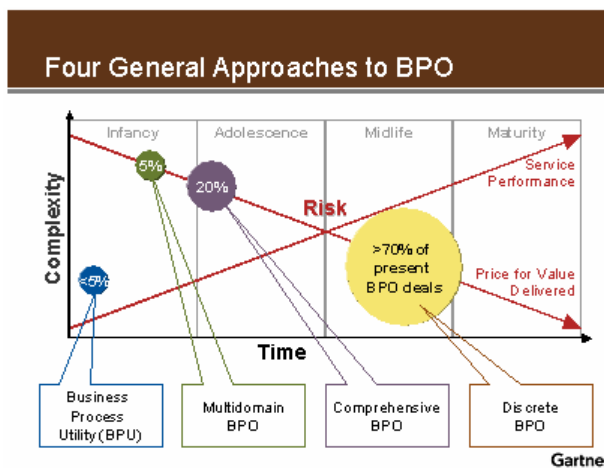 Four General Approaches to BPO
Infancy
Adolescence
Midlife
Maturity
5%
20%
Service
Performance
Risk
Complexity
>70% of
present
BPO deals
<5%
Price for Value
Delivered
Time
Business
Process
Utility (BPU)
Multidomain
BPO
Comprehensive
BPO
Discrete
BPO
Gartne